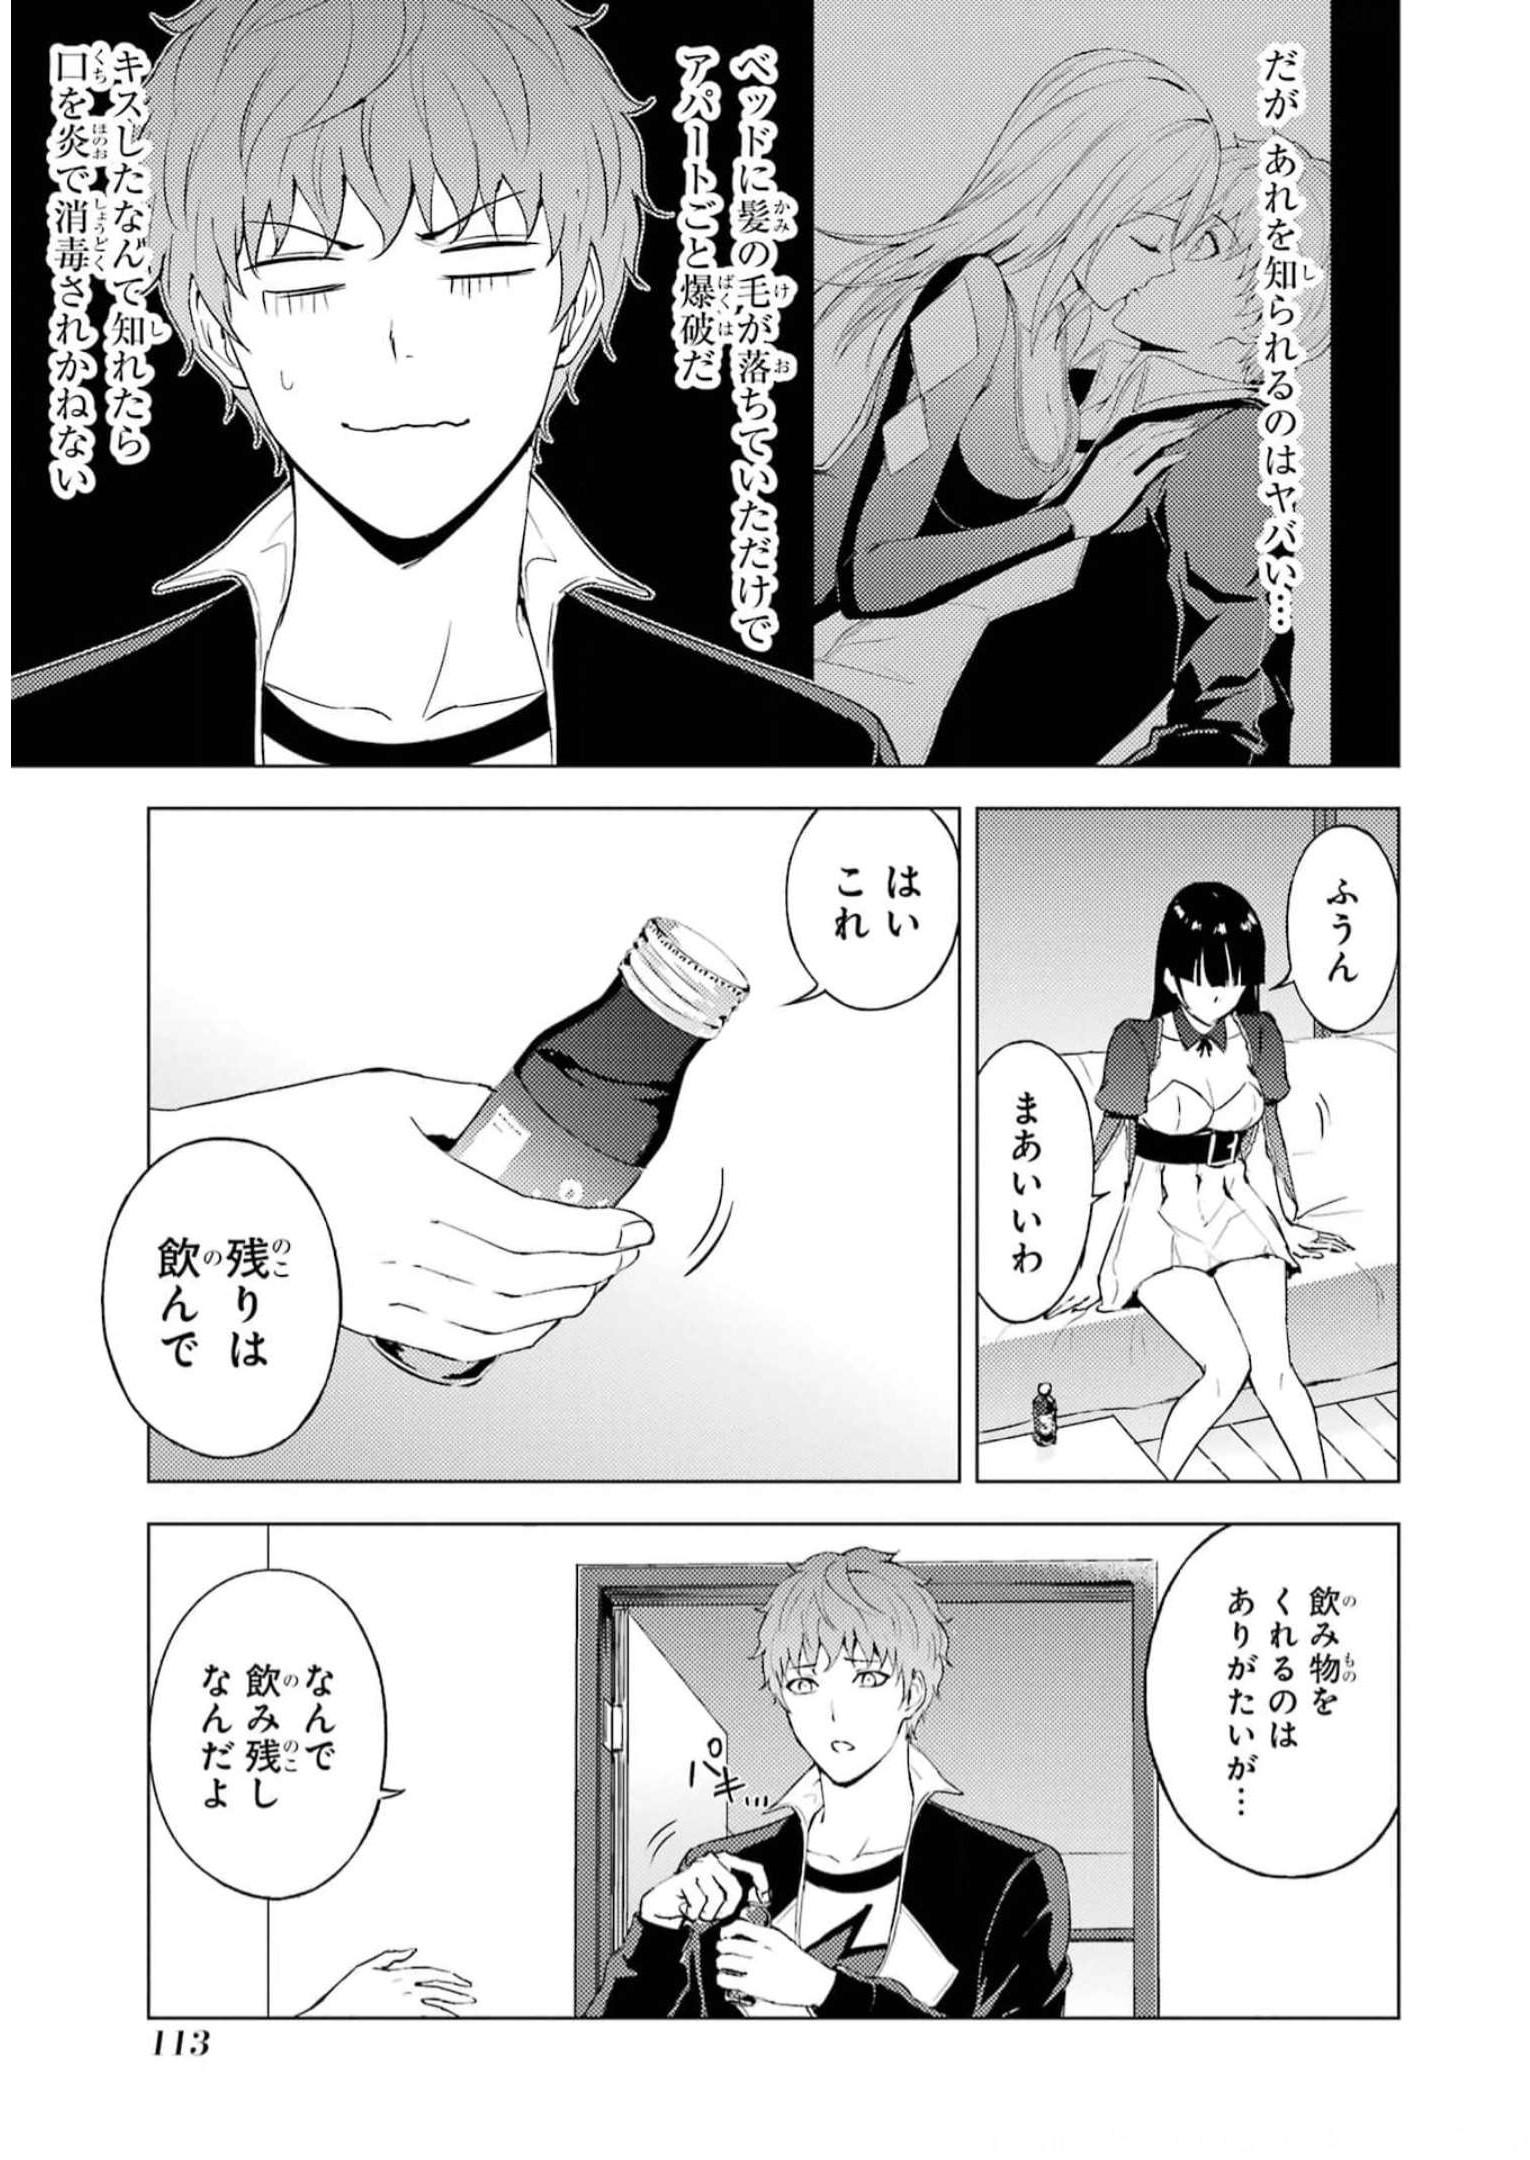 だが あれを知られるのはヤバい…
ベッドに髪の毛が落ちていただけで
アパートごと爆破だ
キスしたなんて知れたら
口を炎で消毒されかねない
ふうん
まあいいわ
はい
これ
残りは
飲んで
飲み物を
くれるのは
ありがたいが…
パキ…
なんで
飲み残し
なんだよ
113